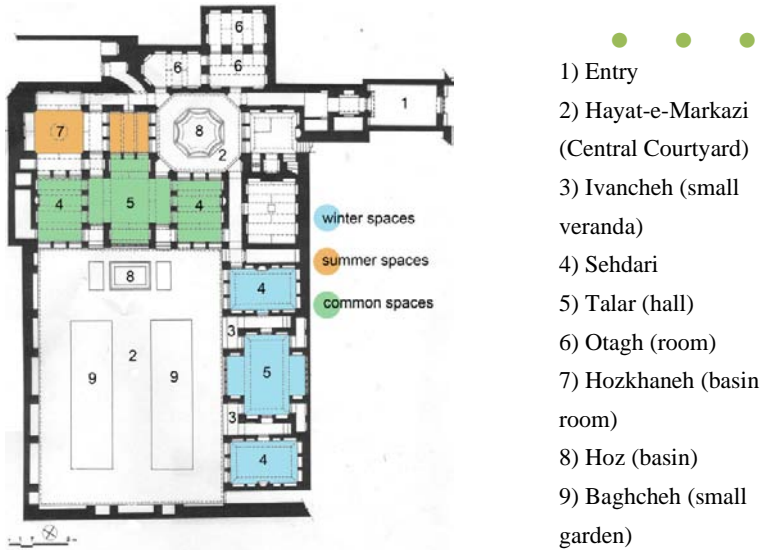 6
6
6
1
7
8
2
4
5
4
winter spaces
summer spaces
common spaces
8
4
3
2
9
9
5
3
4
1) Entry
2) Hayat-e-Markazi
(Central Courtyard)
3) Ivancheh (small
veranda)
4) Sehdari
5) Talar (hall)
6) Otagh (room)
7) Hozkhaneh (basin
room)
8) Hoz (basin)
9) Baghcheh (small
garden)